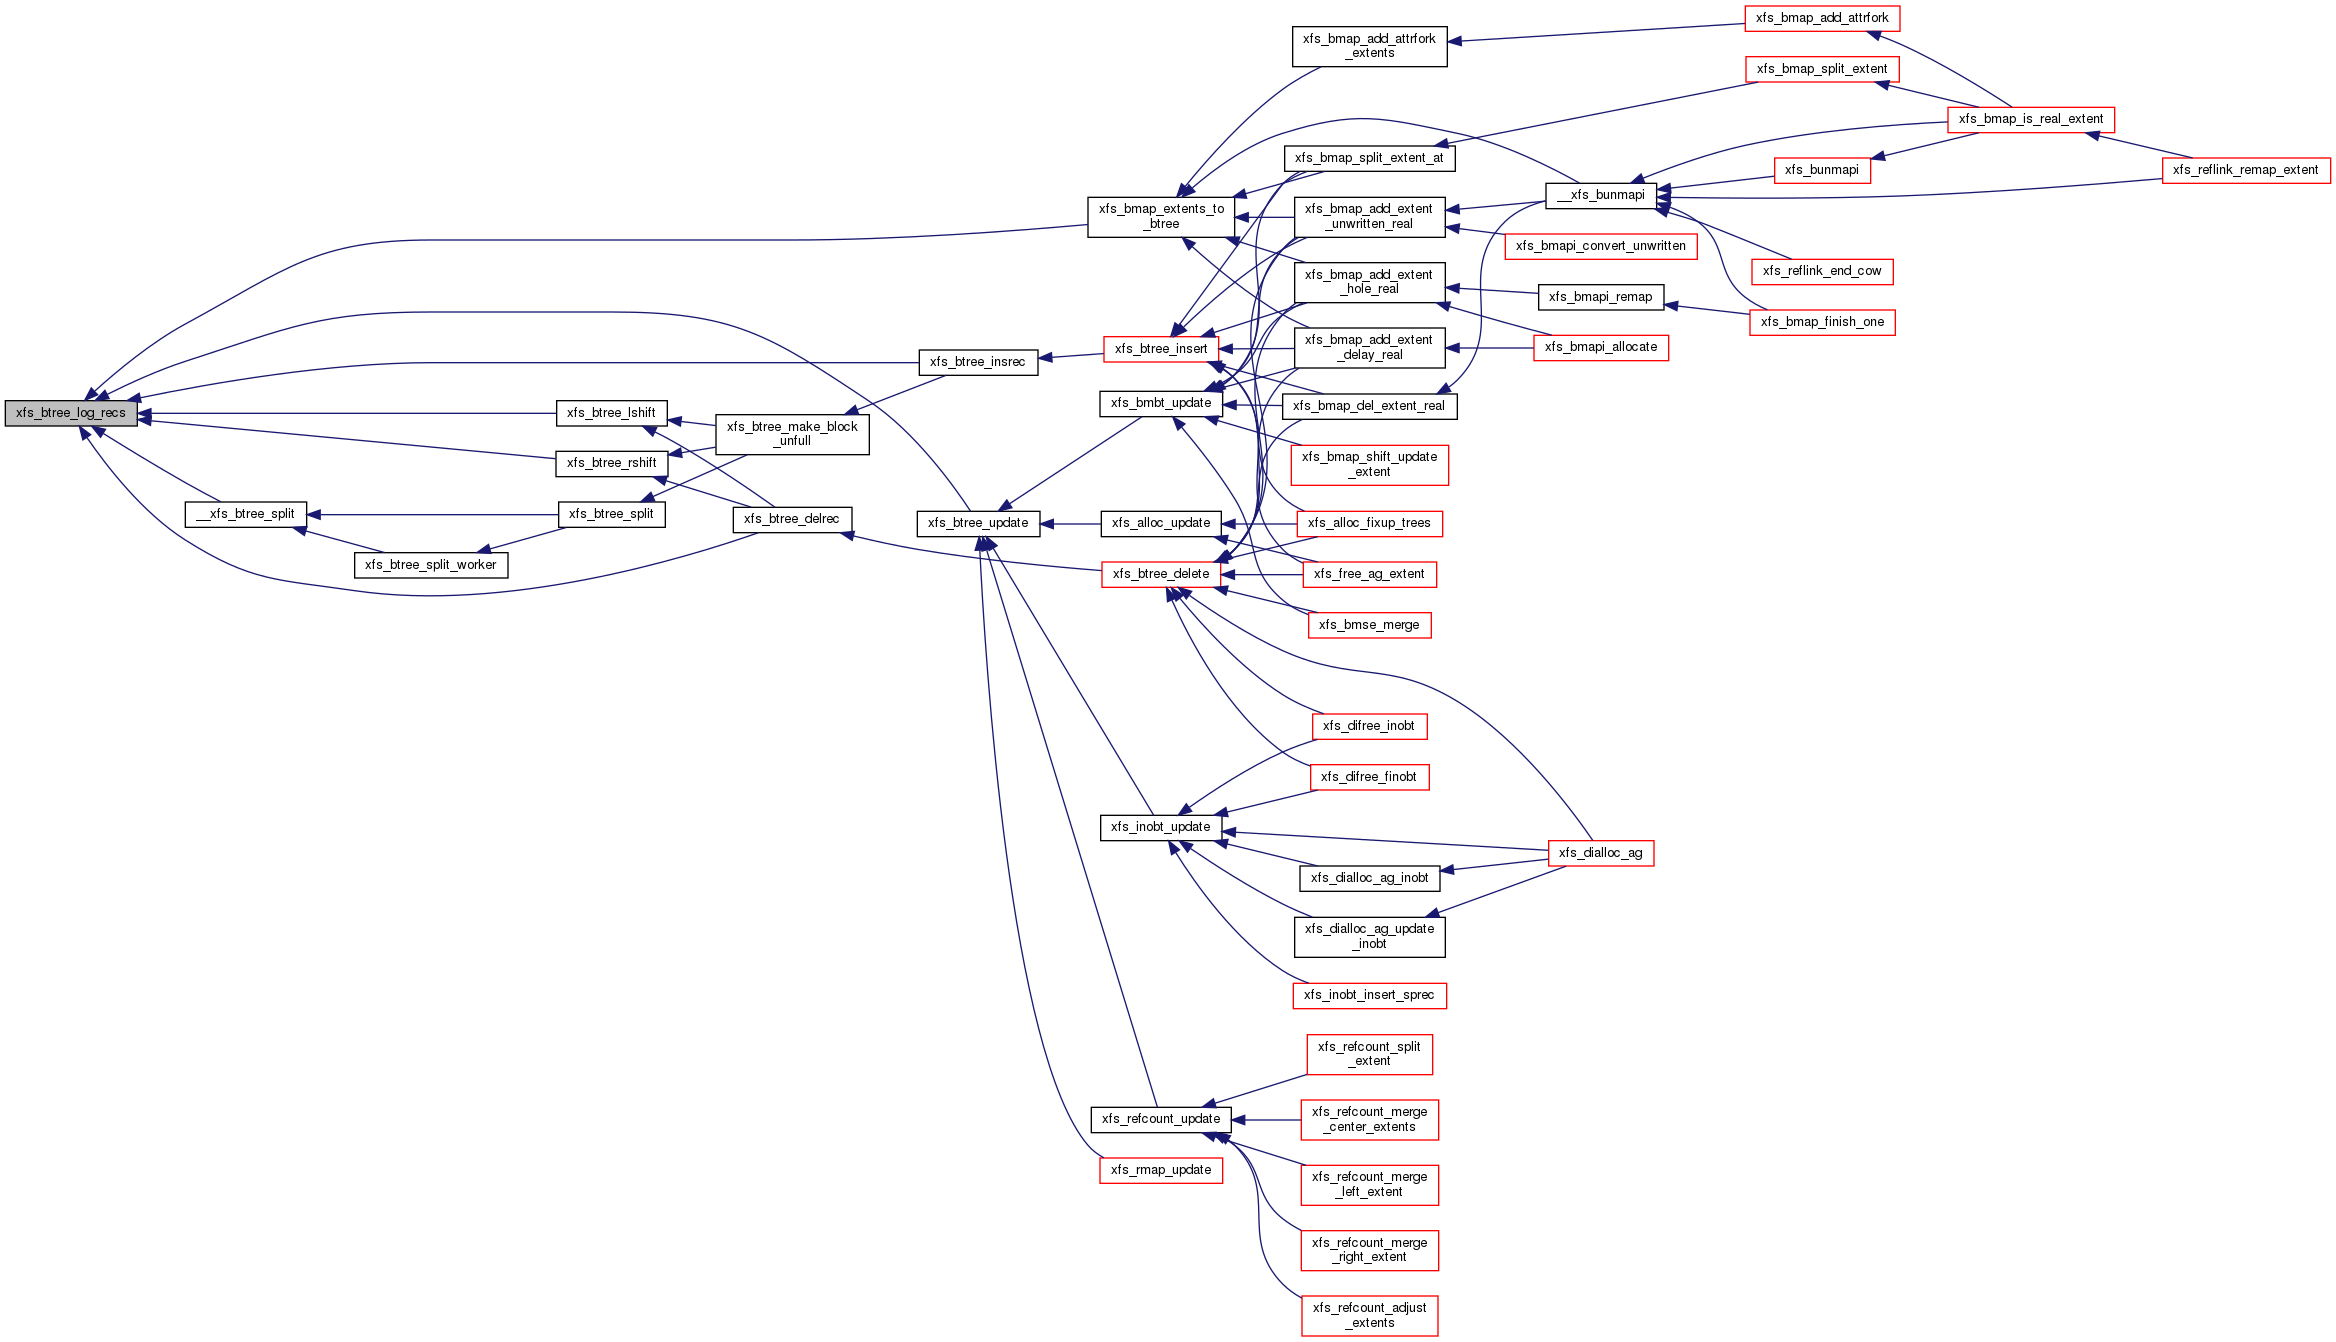 xfs_bmap_add_attrfork
xfs_bmap_add_attrfork
_extents
xfs_bmap_split_extent
xfs_bmap_is_real_extent
xfs_bmap_split_extent_at
xfs_bunmapi
xfs_reflink_remap_extent
__xfs_bunmapi
xfs_bmap_extents_to
_btree
xfs_bmap_add_extent
_unwritten_real
xfs_bmapi_convert_unwritten
xfs_reflink_end_cow
xfs_bmap_add_extent
_hole_real
xfs_bmapi_remap
xfs_bmap_finish_one
xfs_btree_insert
xfs_bmap_add_extent
_delay_real
xfs_bmapi_allocate
xfs_btree_insrec
xfs_btree_log_recs
xfs_btree_lshift
xfs_bmbt_update
xfs_bmap_del_extent_real
xfs_btree_make_block
_unfull
xfs_btree_rshift
xfs_bmap_shift_update
_extent
__xfs_btree_split
xfs_btree_split
xfs_btree_delrec
xfs_btree_update
xfs_alloc_update
xfs_alloc_fixup_trees
xfs_btree_split_worker
xfs_btree_delete
xfs_free_ag_extent
xfs_bmse_merge
xfs_difree_inobt
xfs_difree_finobt
xfs_inobt_update
xfs_dialloc_ag
xfs_dialloc_ag_inobt
xfs_dialloc_ag_update
_inobt
xfs_inobt_insert_sprec
xfs_refcount_split
_extent
xfs_refcount_update
xfs_refcount_merge
_center_extents
xfs_rmap_update
xfs_refcount_merge
_left_extent
xfs_refcount_merge
_right_extent
xfs_refcount_adjust
_extents